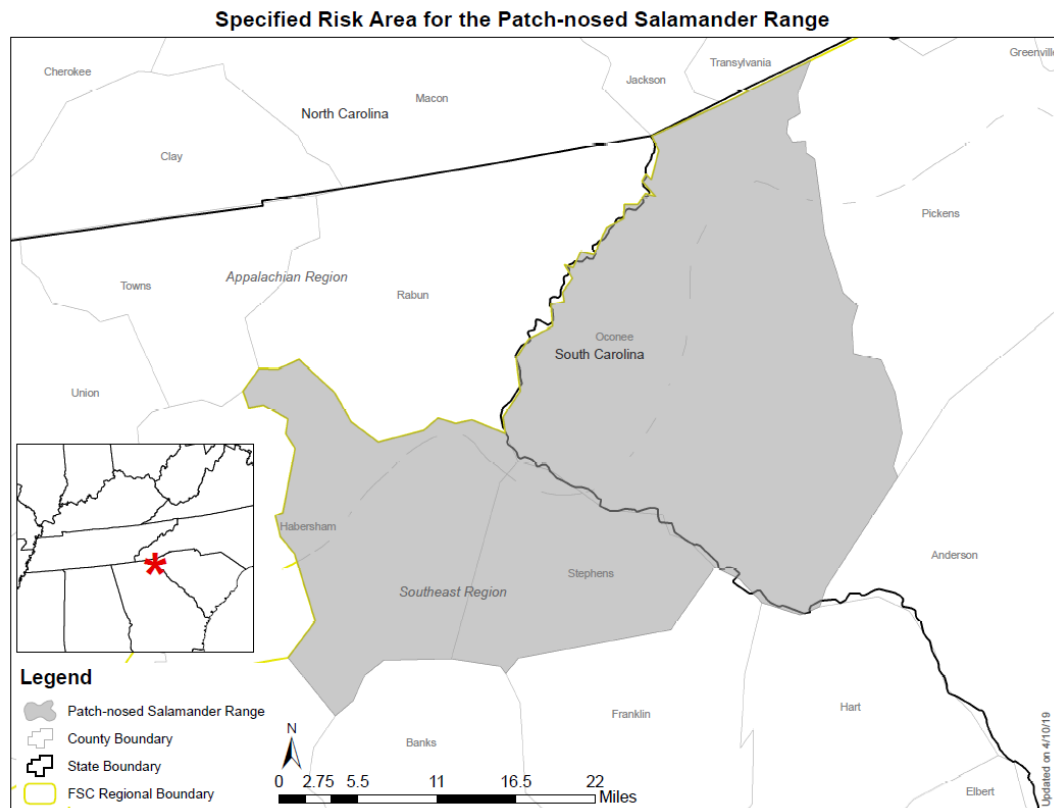 Specified Risk Area for the Patch-nosed Salamander Range
Cherokee
Macon
Jackson
Transylvania
Greenville
North Carolina
Clay
Pickens
Towns
Appalachian Region
Rabun
Oconee
South Carolina
Union
Habersham
Anderson
Stephens
Southeast Region
Legend
Patch-nosed Salamander Range
County Boundary
State Boundary
FSC Regional Boundary
N
0 2.75 5.5 11 16.5 22
Miles
Banks
Franklin
Hart
Elbert
Updated on 4/10/19